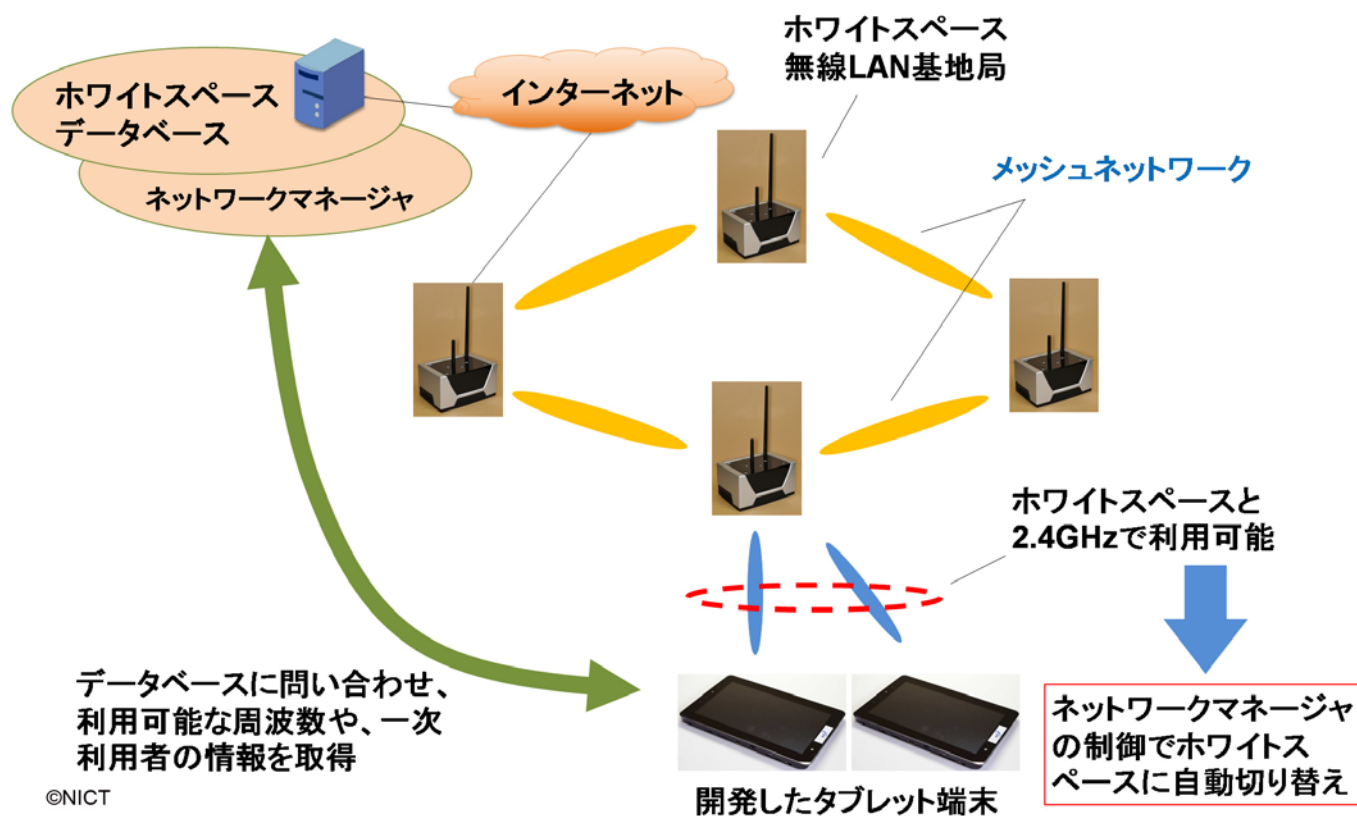 ホワイトスペース
無線LAN基地局
ホワイトスペース
データベース
インターネット
メッシュネットワーク
ネットワークマネージャ
ホワイトスペースと
2.4GHzで利用可能
データベースに問い合わせ、
利用可能な周波数や、一次
利用者の情報を取得
ネットワークマネージャ
の制御でホワイトス
ペースに自動切り替え
©NICT
開発したタブレット端末